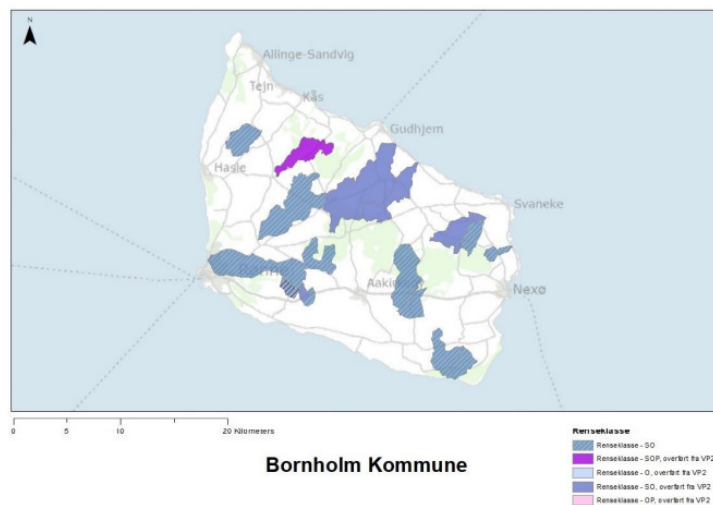 N
Allinge-Sandvig
Tejn
Kås
Gudhjem
Hasle
Svaneke
Nexø
0 5 10 20 Kilometers
Renseklasse
Renseklasse - SO
Renseklasse - SOP, overført fra VP2
Renseklasse - O, overført fra VP2
Renseklasse - SO, overført fra VP2
Renseklasse - OP, overført fra VP2
Bornholm Kommune